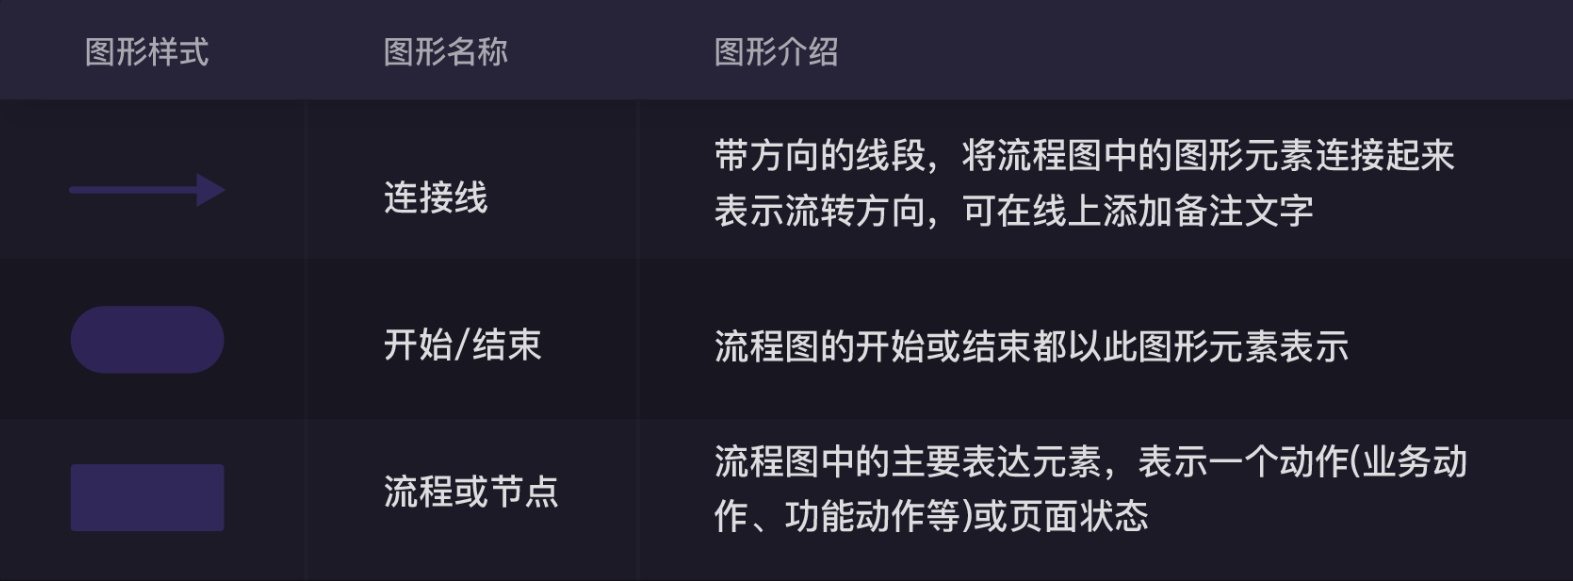 图形样式
图形名称
图形介绍
连接线
带方向的线段，将流程图中的图形元素连接起来
表示流转方向，可在线上添加备注文字
开始/结束
流程图的开始或结束都以此图形元素表示
流程或节点
流程图中的主要表达元素，表示一个动作(业务动
作、功能动作等)或页面状态